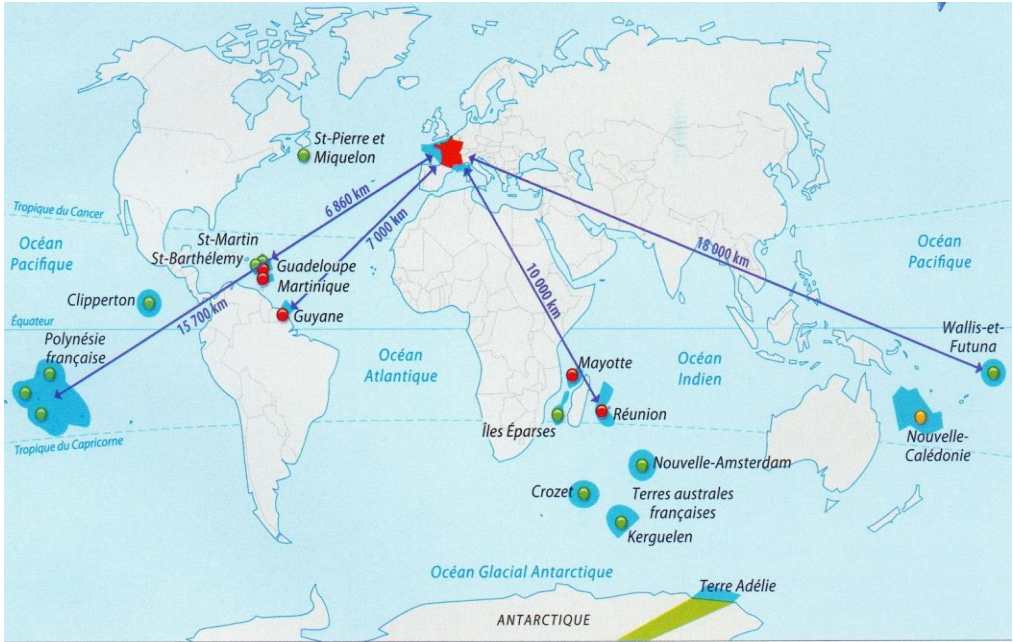 St-Pierre et
Miquelon
6 860 km
7 000 km
Tropique du Cancer
18 000 km
Océan
Pacifique
St-Martin
St-Barthélemy
Océan
Pacifique
Guadeloupe
Martinique
10 000 km
Clipperton
15 700 km
Guyane
Équateur
Polynésie
française
Wallis-et-
Futuna
Océan
Atlantique
Mayotte
Océan
Indien
Réunion
Îles Éparses
Tropique du Capricorne
Nouvelle-
Calédonie
Nouvelle-Amsterdam
Crozet
Terres australes
françaises
Kerguelen
Océan Glacial Antarctique
Terre Adélie
ANTARCTIQUE